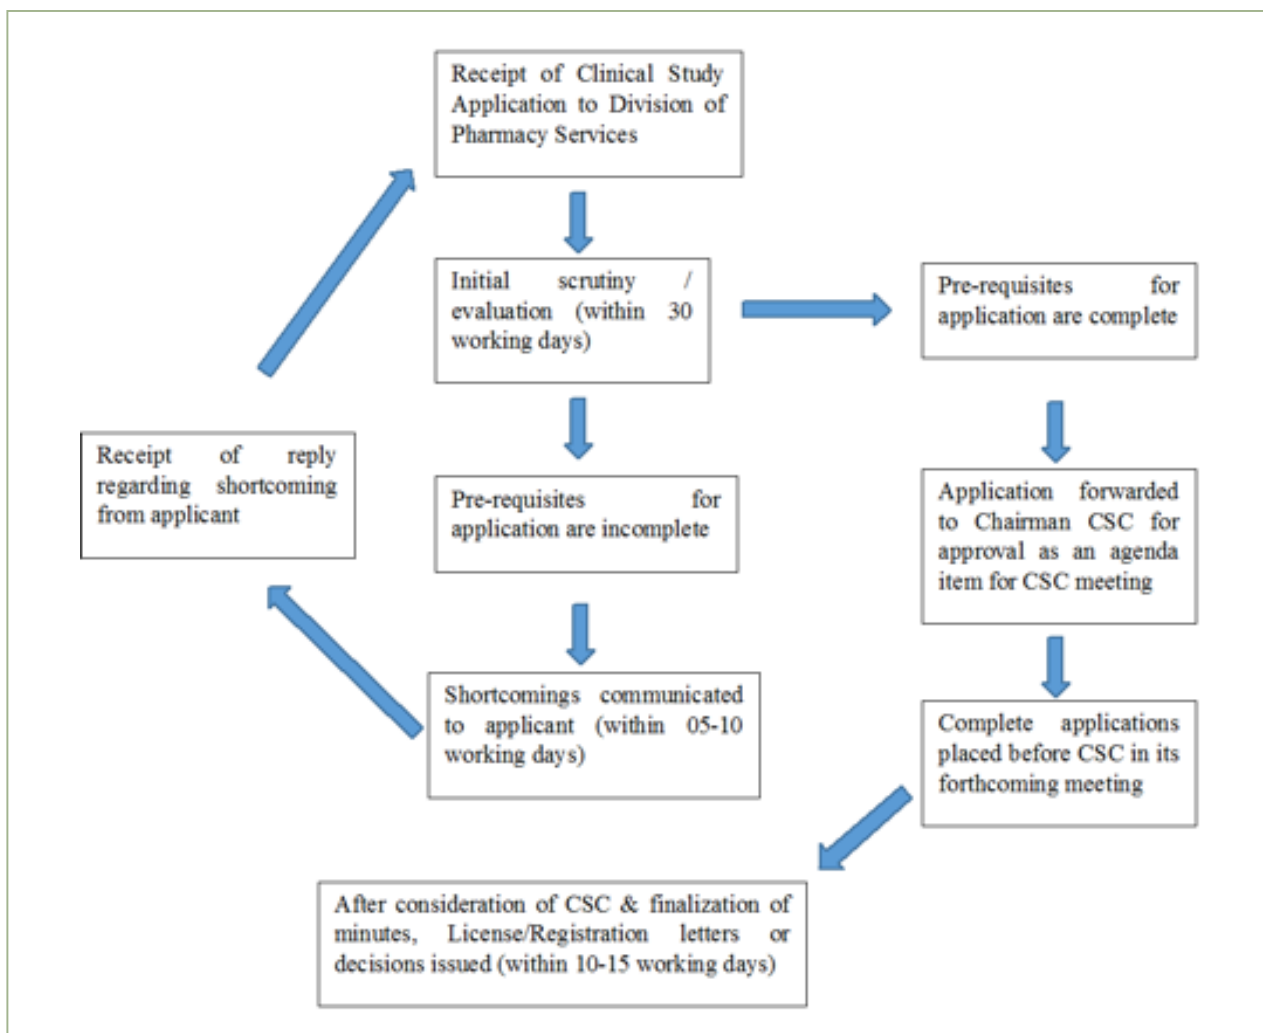 Receipt of Clinical Study
Application to Division of
Pharmacy Services
Initial scrutiny /
evaluation (within 30
working days)
Pre-requisites for
application are complete
Receipt of reply
regarding shortcoming
from applicant
Pre-requisites for
application are incomplete
Application forwarded
to Chairman CSC for
approval as an agenda
item for CSC meeting
Shortcomings communicated
to applicant (within 05-10
working days)
Complete applications
placed before CSC in its
forthcoming meeting
After consideration of CSC & finalization of
minutes, License/Registration letters or
decisions issued (within 10-15 working days)